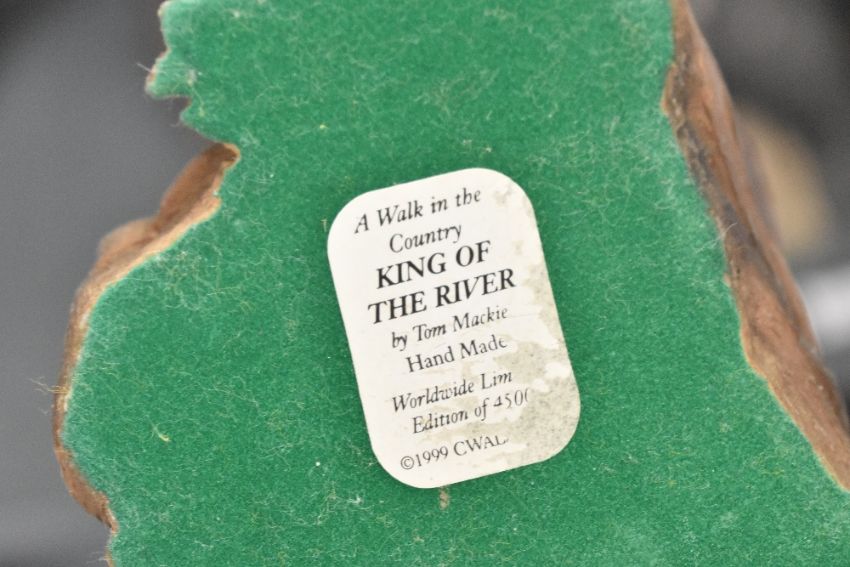 A Walk in the
Country
KING OF
THE RIVER
by Tom Mackie
Hand Made
Worldwide Lim
Edition of 4500
©1999 CWAL